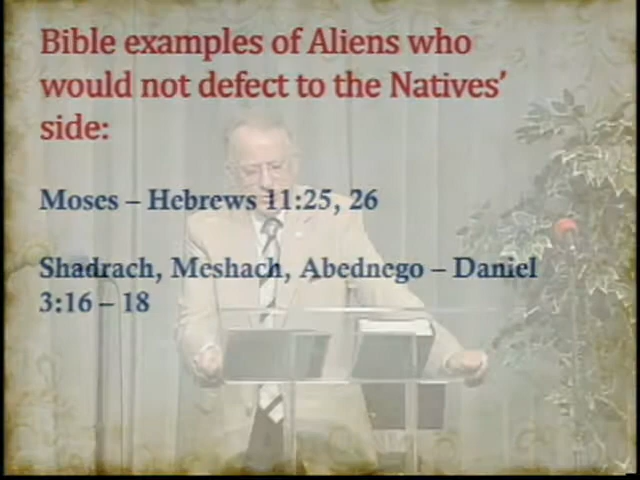 Bible examples of Aliens who
would not defect to the Natives’
side:
Moses – Hebrews 11:25, 26
Shadrach, Meshach, Abednego – Daniel
3:16 – 18